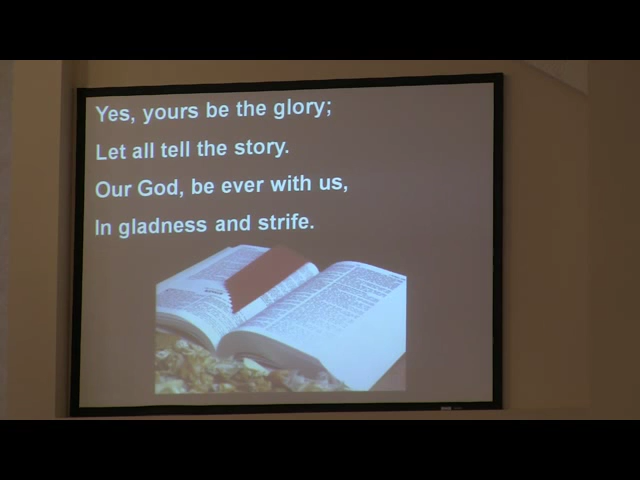 Yes, yours be the glory;
Let all tell the story.
Our God, be ever with us,
In gladness and strife.